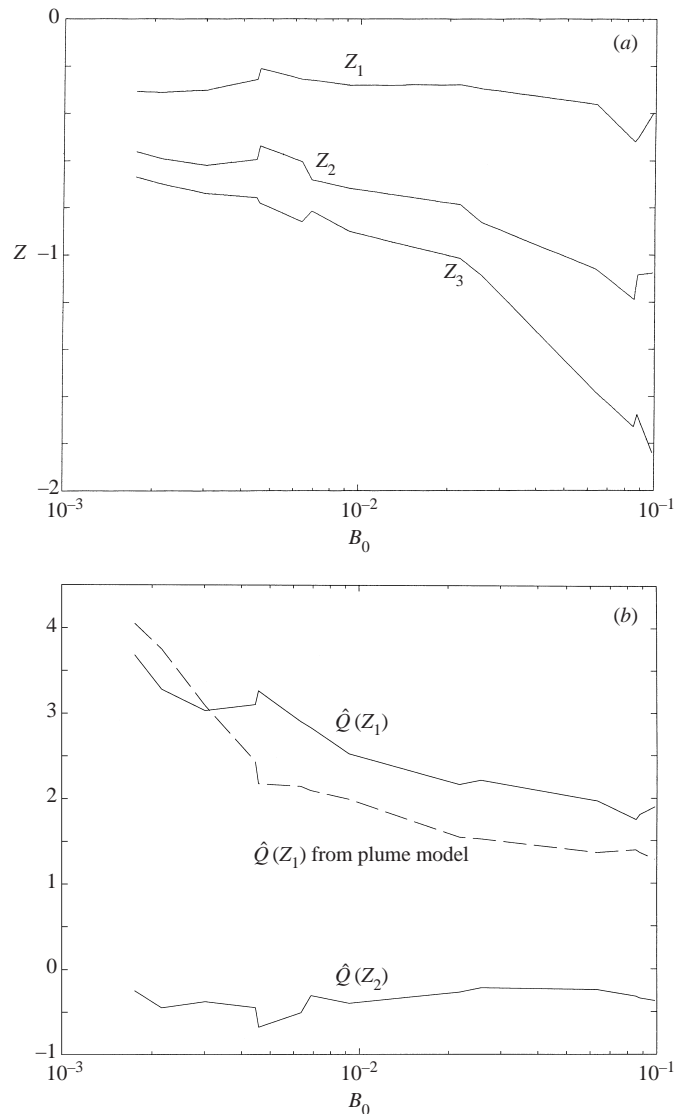 0
(a)
Z₁
Z₂
Z −1
Z₃
−2
10⁻³ 10⁻² 10⁻¹
B₀
(b)
4
3
Q̂(Z₁)
2
Q̂(Z₁) from plume model
1
0
Q̂(Z₂)
−1
10⁻³ 10⁻² 10⁻¹
B₀